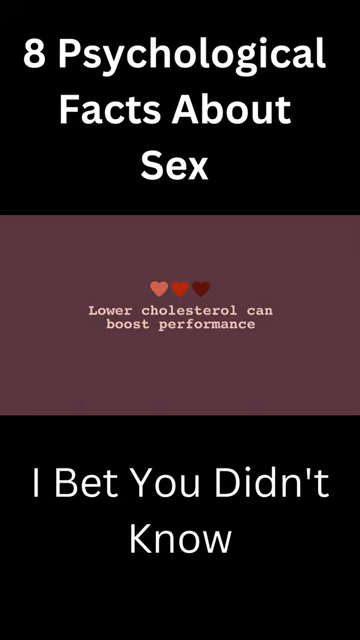 8 Psychological
Facts About
Sex
Lower cholesterol can
boost performance
I Bet You Didn't
Know